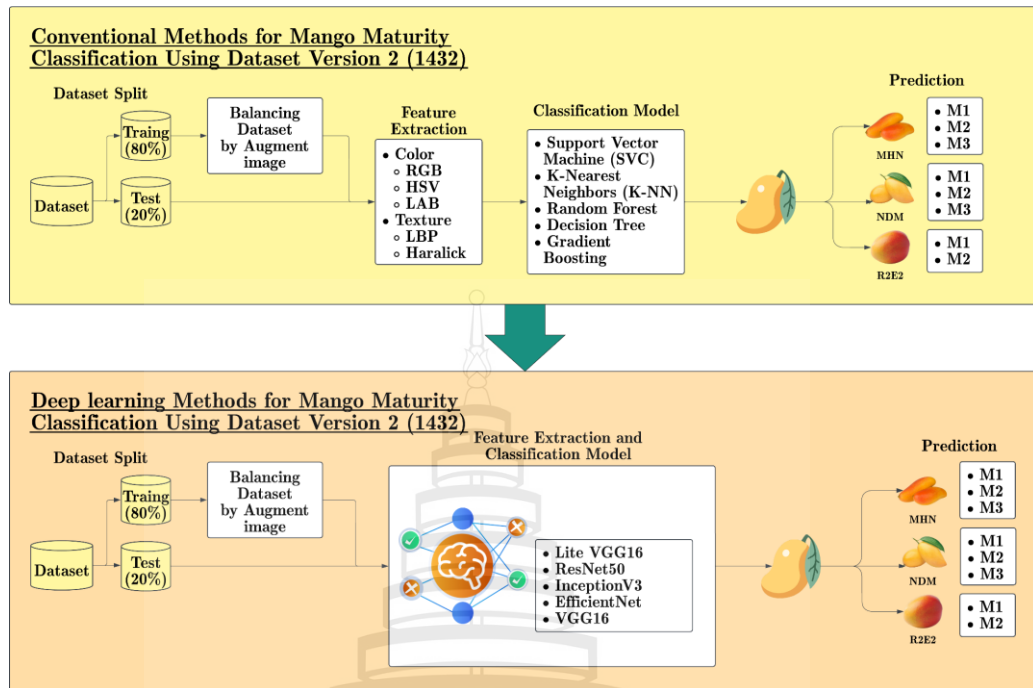 Conventional Methods for Mango Maturity
Classification Using Dataset Version 2 (1432)
Dataset Split
Dataset
Traing
(80%)
Test
(20%)
Balancing
Dataset
by Augment
image
Feature
Extraction
• Color
◦ RGB
◦ HSV
◦ LAB
• Texture
◦ LBP
◦ Haralick
Classification Model
• Support Vector
Machine (SVC)
• K-Nearest
Neighbors (K-NN)
• Random Forest
• Decision Tree
• Gradient
Boosting
Prediction
MHN
• M1
• M2
• M3
NDM
• M1
• M2
• M3
R2E2
• M1
• M2
Deep learning Methods for Mango Maturity
Classification Using Dataset Version 2 (1432)
Dataset Split
Dataset
Traing
(80%)
Test
(20%)
Balancing
Dataset
by Augment
image
Feature Extraction and
Classification Model
• Lite VGG16
• ResNet50
• InceptionV3
• EfficientNet
• VGG16
Prediction
MHN
• M1
• M2
• M3
NDM
• M1
• M2
• M3
R2E2
• M1
• M2